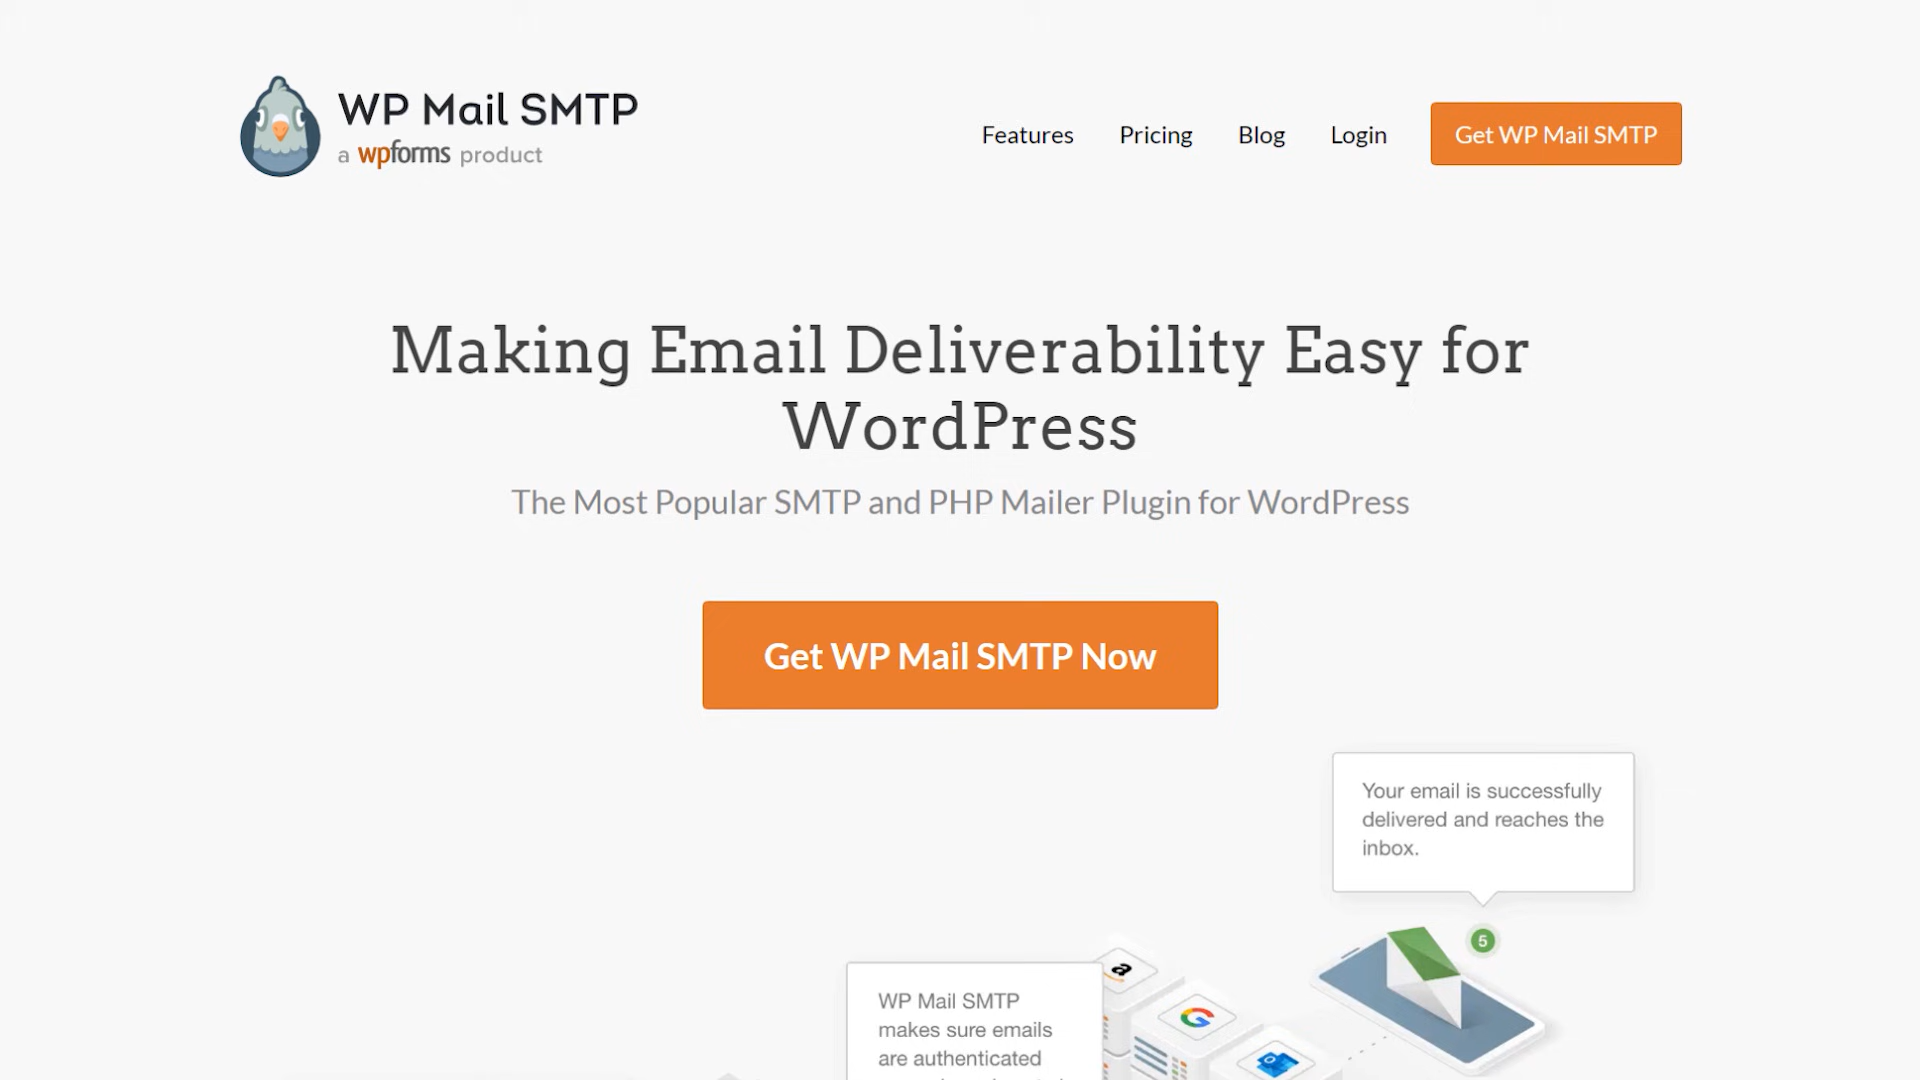 WP Mail SMTP
a wpforms product
Features
Pricing
Blog
Login
Get WP Mail SMTP
Making Email Deliverability Easy for
WordPress
The Most Popular SMTP and PHP Mailer Plugin for WordPress
Get WP Mail SMTP Now
Your email is successfully
delivered and reaches the
inbox.
5
a
G
WP Mail SMTP
makes sure emails
are authenticated